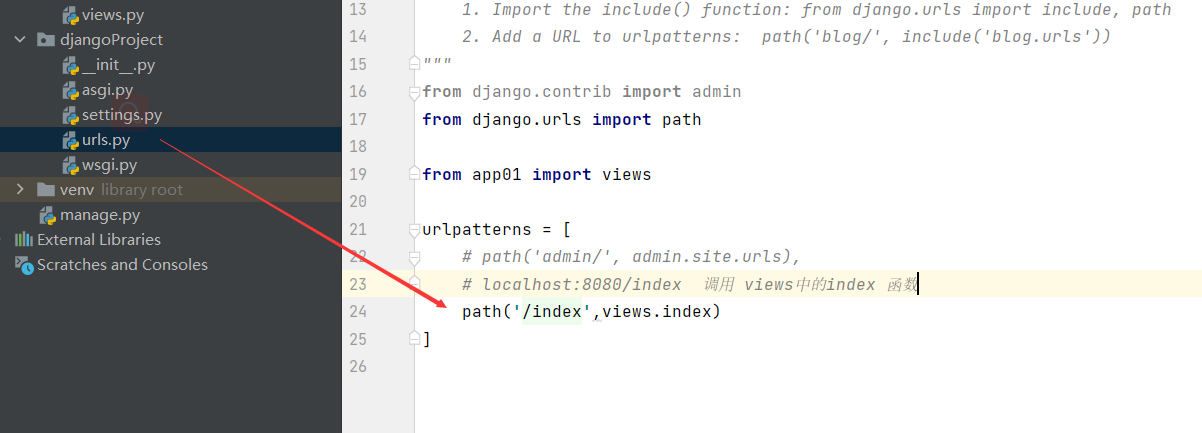 views.py
djangoProject
__init__.py
asgi.py
settings.py
urls.py
wsgi.py
venv library root
manage.py
External Libraries
Scratches and Consoles
13 1. Import the include() function: from django.urls import include, path
14 2. Add a URL to urlpatterns:  path('blog/', include('blog.urls'))
15 """
16 from django.contrib import admin
17 from django.urls import path
18
19 from app01 import views
20
21 urlpatterns = [
22 # path('admin/', admin.site.urls),
23 # localhost:8080/index  调用 views中的index 函数
24 path('/index',views.index)
25 ]
26